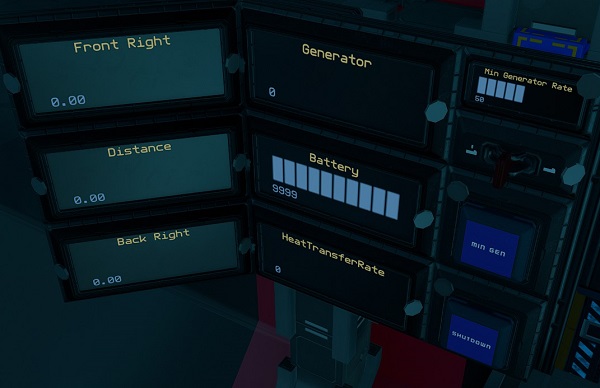 Front Right
0.00
Generator
0
Min Generator Rate
50
Distance
0.00
Battery
9999
MIN GEN
Back Right
0.00
HeatTransferRate
0
SHUTDOWN